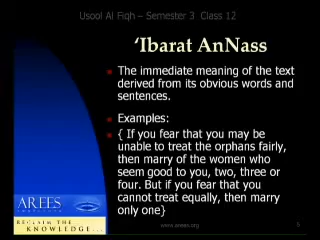 Usool Al Fiqh – Semester 3 Class 12
‘Ibarat AnNass
The immediate meaning of the text
derived from its obvious words and
sentences.
Examples:
{ If you fear that you may be
unable to treat the orphans fairly,
then marry of the women who
seem good to you, two, three or
four. But if you fear that you
cannot treat equally, then marry
only one}
AREES
INSTITUTE
RECLAIM THE
KNOWLEDGE...
www.arees.org
5